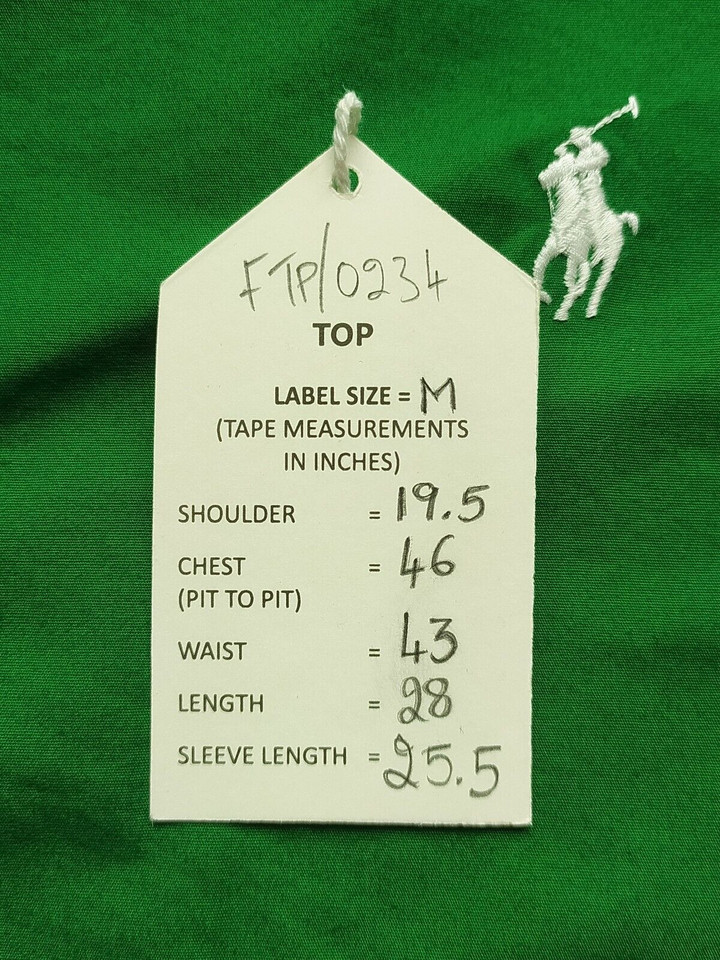 FTP/0234
TOP
LABEL SIZE = M
(TAPE MEASUREMENTS
IN INCHES)
SHOULDER = 19.5
CHEST = 46
(PIT TO PIT)
WAIST = 43
LENGTH = 28
SLEEVE LENGTH = 25.5